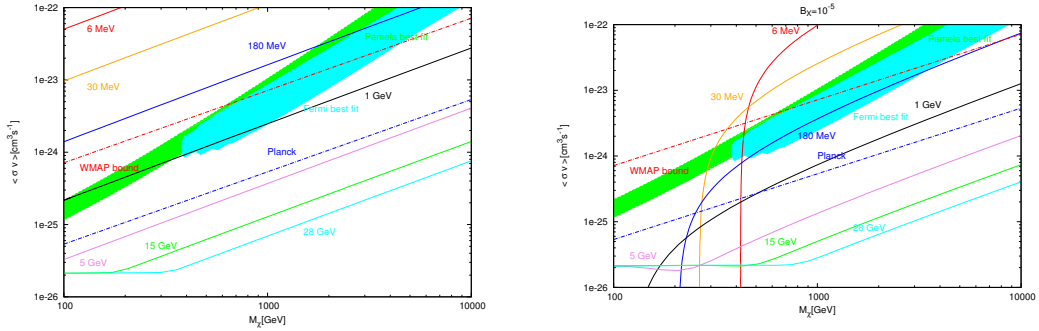 1e-22
1e-23
1e-24
1e-25
1e-26
100
1000
10000
< σ v >[cm³s⁻¹]
Mχ[GeV]
6 MeV
30 MeV
180 MeV
Pamela best fit
1 GeV
Fermi best fit
WMAP bound
Planck
5 GeV
15 GeV
28 GeV
Bχ=10⁻⁵
1e-22
1e-23
1e-24
1e-25
1e-26
100
1000
10000
< σ v >[cm³s⁻¹]
Mχ[GeV]
6 MeV
Pamela best fit
30 MeV
1 GeV
Fermi best fit
180 MeV
Planck
WMAP bound
5 GeV
15 GeV
28 GeV